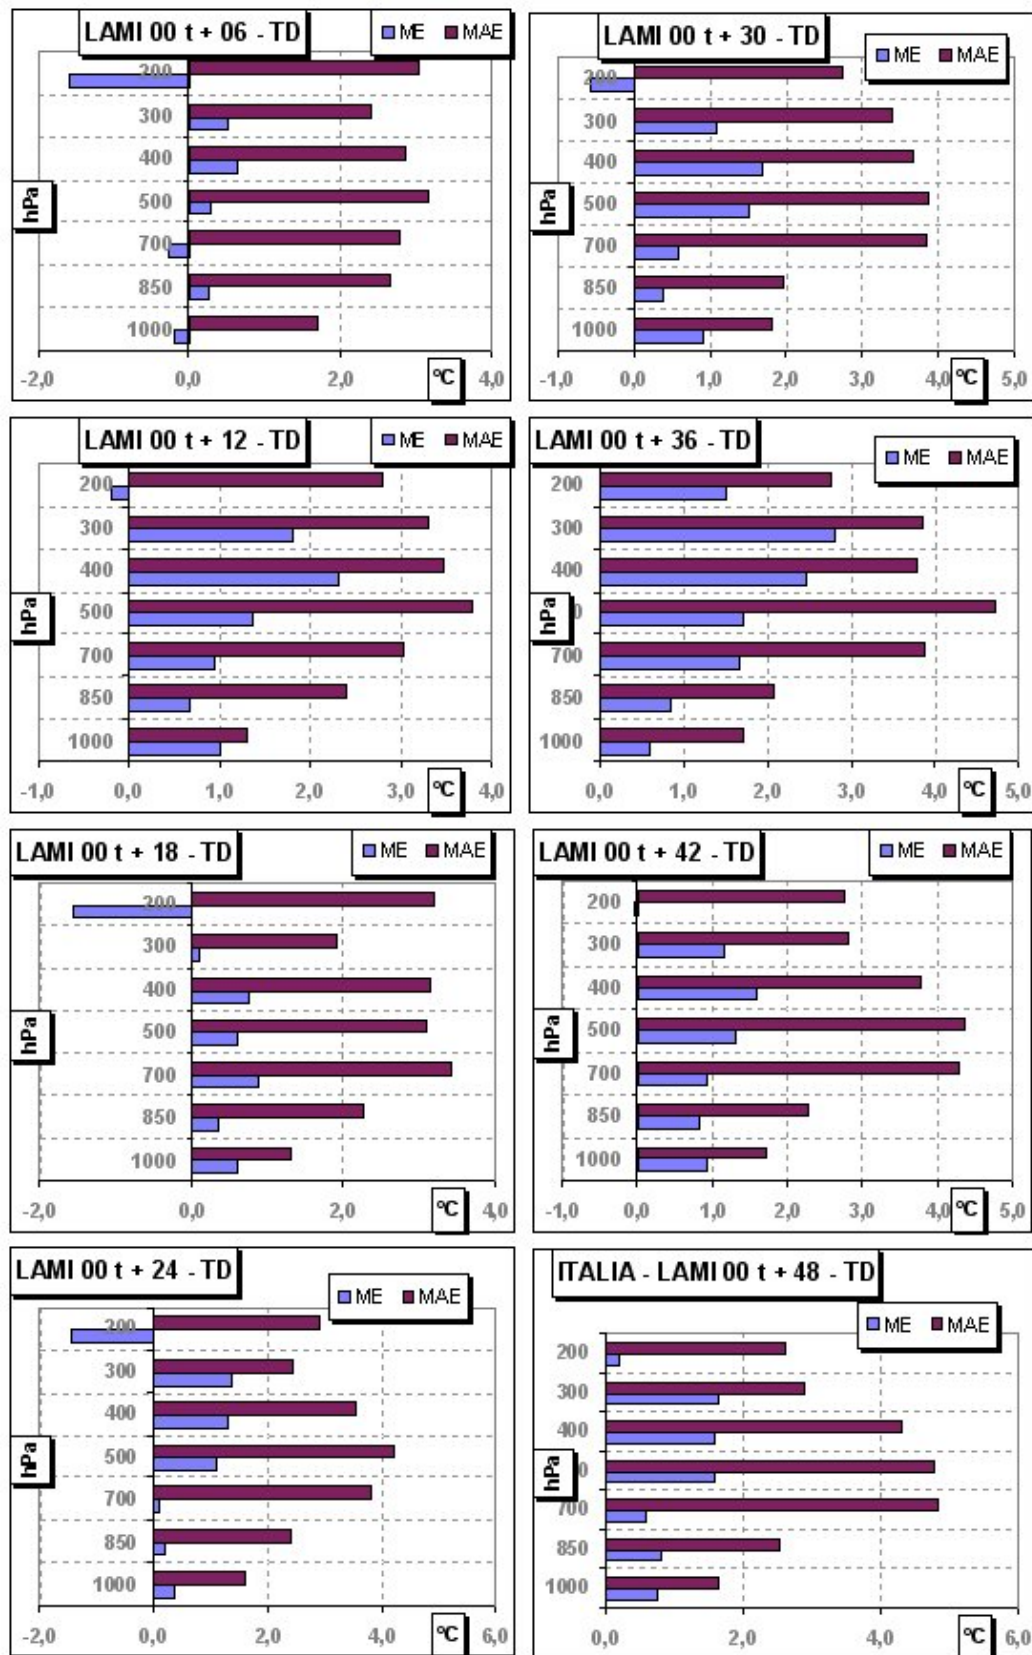 LAMI 00 t + 06 - TD
ME MAE
200
300
400
500
700
850
1000
hPa
-2,0 0,0 2,0 °C 4,0
LAMI 00 t + 30 - TD
ME MAE
200
300
400
500
700
850
1000
hPa
-1,0 0,0 1,0 2,0 3,0 4,0 °C 5,0
LAMI 00 t + 12 - TD
ME MAE
200
300
400
500
700
850
1000
hPa
-1,0 0,0 1,0 2,0 3,0 °C 4,0
LAMI 00 t + 36 - TD
ME MAE
200
300
400
0
700
850
1000
hPa
0,0 1,0 2,0 3,0 4,0 °C 5,0
LAMI 00 t + 18 - TD
ME MAE
200
300
400
500
700
850
1000
hPa
-2,0 0,0 2,0 °C 4,0
LAMI 00 t + 42 - TD
ME MAE
200
300
400
500
700
850
1000
hPa
-1,0 0,0 1,0 2,0 3,0 4,0 °C 5,0
LAMI 00 t + 24 - TD
ME MAE
200
300
400
500
700
850
1000
hPa
-2,0 0,0 2,0 4,0 °C 6,0
ITALIA - LAMI 00 t + 48 - TD
ME MAE
200
300
400
0
700
850
1000
hPa
0,0 2,0 4,0 °C 6,0